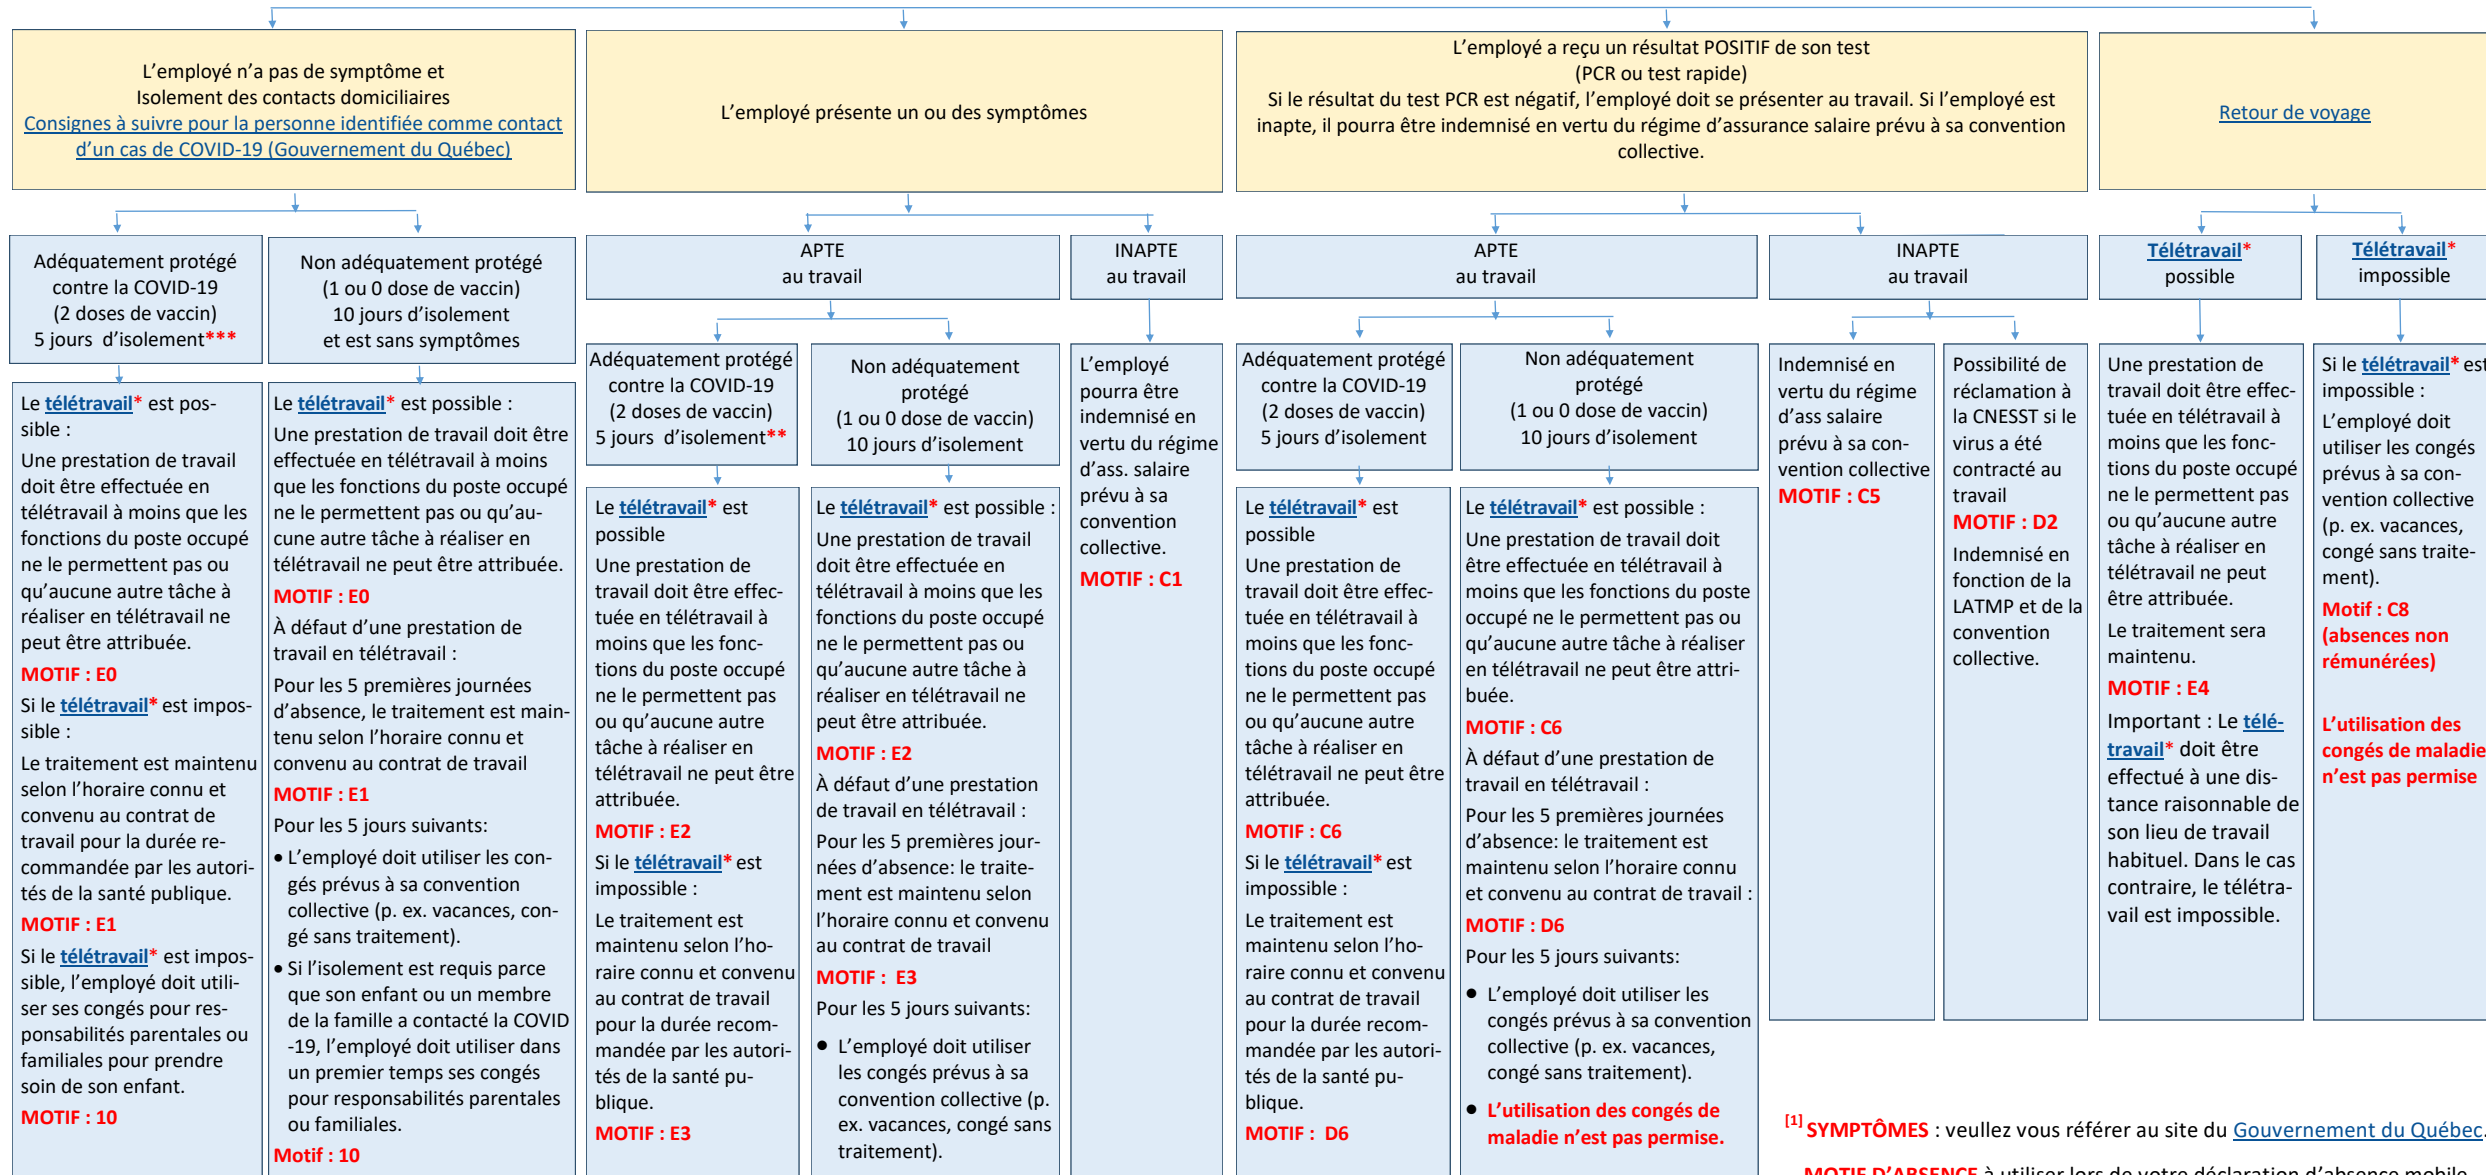 L'employé n'a pas de symptôme et
Isolement des contacts domiciliaires
Consignes à suivre pour la personne identifiée comme contact
d'un cas de COVID-19 (Gouvernement du Québec)
L'employé présente un ou des symptômes
L'employé a reçu un résultat POSITIF de son test
(PCR ou test rapide)
Si le résultat du test PCR est négatif, l'employé doit se présenter au travail. Si l'employé est
inapte, il pourra être indemnisé en vertu du régime d'assurance salaire prévu à sa convention
collective.
Retour de voyage
Adéquatement protégé
contre la COVID-19
(2 doses de vaccin)
5 jours d'isolement***
Non adéquatement protégé
(1 ou 0 dose de vaccin)
10 jours d'isolement
et est sans symptômes
APTE
au travail
INAPTE
au travail
APTE
au travail
INAPTE
au travail
Télétravail*
possible
Télétravail*
impossible
Adéquatement protégé
contre la COVID-19
(2 doses de vaccin)
5 jours d'isolement**
Non adéquatement
protégé
(1 ou 0 dose de vaccin)
10 jours d'isolement
Adéquatement protégé
contre la COVID-19
(2 doses de vaccin)
5 jours d'isolement
Non adéquatement
protégé
(1 ou 0 dose de vaccin)
10 jours d'isolement
Le télétravail* est pos-
sible :
Une prestation de travail
doit être effectuée en
télétravail à moins que les
fonctions du poste occupé
ne le permettent pas ou
qu'aucune autre tâche à
réaliser en télétravail ne
peut être attribuée.
MOTIF : E0
Si le télétravail* est impos-
sible :
Le traitement est maintenu
selon l'horaire connu et
convenu au contrat de
travail pour la durée re-
commandée par les autori-
tés de la santé publique.
MOTIF : E1
Si le télétravail* est impos-
sible, l'employé doit utili-
ser ses congés pour res-
ponsabilités parentales ou
familiales pour prendre
soin de son enfant.
MOTIF : 10
Le télétravail* est possible :
Une prestation de travail doit être
effectuée en télétravail à moins
que les fonctions du poste occupé
ne le permettent pas ou qu'au-
cune autre tâche à réaliser en
télétravail ne peut être attribuée.
MOTIF : E0
À défaut d'une prestation de
travail en télétravail :
Pour les 5 premières journées
d'absence, le traitement est main-
tenu selon l'horaire connu et
convenu au contrat de travail
MOTIF : E1
Pour les 5 jours suivants:
• L'employé doit utiliser les con-
gés prévus à sa convention
collective (p. ex. vacances, con-
gé sans traitement).
• Si l'isolement est requis parce
que son enfant ou un membre
de la famille a contacté la COVID
-19, l'employé doit utiliser dans
un premier temps ses congés
pour responsabilités parentales
ou familiales.
Motif : 10
Le télétravail* est
possible
Une prestation de
travail doit être effec-
tuée en télétravail à
moins que les fonc-
tions du poste occupé
ne le permettent pas
ou qu'aucune autre
tâche à réaliser en
télétravail ne peut être
attribuée.
MOTIF : E2
Si le télétravail* est
impossible :
Le traitement est
maintenu selon l'ho-
raire connu et convenu
au contrat de travail
pour la durée recom-
mandée par les autori-
tés de la santé pu-
blique.
MOTIF : E3
Le télétravail* est possible :
Une prestation de travail
doit être effectuée en
télétravail à moins que les
fonctions du poste occupé
ne le permettent pas ou
qu'aucune autre tâche à
réaliser en télétravail ne
peut être attribuée.
MOTIF : E2
À défaut d'une prestation
de travail en télétravail :
Pour les 5 premières jour-
nées d'absence: le traite-
ment est maintenu selon
l'horaire connu et convenu
au contrat de travail
MOTIF : E3
Pour les 5 jours suivants:
• L'employé doit utiliser
les congés prévus à sa
convention collective (p.
ex. vacances, congé sans
traitement).
L'employé
pourra être
indemnisé en
vertu du régime
d'ass. salaire
prévu à sa
convention
collective.
MOTIF : C1
Le télétravail* est
possible
Une prestation de
travail doit être effec-
tuée en télétravail à
moins que les fonc-
tions du poste occupé
ne le permettent pas
ou qu'aucune autre
tâche à réaliser en
télétravail ne peut être
attribuée.
MOTIF : C6
Si le télétravail* est
impossible :
Le traitement est
maintenu selon l'ho-
raire connu et convenu
au contrat de travail
pour la durée recom-
mandée par les autori-
tés de la santé pu-
blique.
MOTIF : D6
Le télétravail* est possible :
Une prestation de travail doit
être effectuée en télétravail à
moins que les fonctions du poste
occupé ne le permettent pas ou
qu'aucune autre tâche à réaliser
en télétravail ne peut être attri-
buée.
MOTIF : C6
À défaut d'une prestation de
travail en télétravail :
Pour les 5 premières journées
d'absence: le traitement est
maintenu selon l'horaire connu
et convenu au contrat de travail :
MOTIF : D6
Pour les 5 jours suivants:
• L'employé doit utiliser les
congés prévus à sa convention
collective (p. ex. vacances,
congé sans traitement).
• L'utilisation des congés de
maladie n'est pas permise.
Indemnisé en
vertu du régime
d'ass salaire
prévu à sa con-
vention collective
MOTIF : C5
Possibilité de
réclamation à
la CNESST si le
virus a été
contracté au
travail
MOTIF : D2
Indemnisé en
fonction de la
LATMP et de la
convention
collective.
Une prestation de
travail doit être effec-
tuée en télétravail à
moins que les fonc-
tions du poste occupé
ne le permettent pas
ou qu'aucune autre
tâche à réaliser en
télétravail ne peut
être attribuée.
Le traitement sera
maintenu.
MOTIF : E4
Important : Le télé-
travail* doit être
effectué à une dis-
tance raisonnable de
son lieu de travail
habituel. Dans le cas
contraire, le télétra-
vail est impossible.
Si le télétravail* est
impossible :
L'employé doit
utiliser les congés
prévus à sa con-
vention collective
(p. ex. vacances,
congé sans traite-
ment).
Motif : C8
(absences non
rémunérées)
L'utilisation des
congés de maladie
n'est pas permise
[1] SYMPTÔMES : veullez vous référer au site du Gouvernement du Québec.
MOTIF D'ABSENCE à utiliser lors de votre déclaration d'absence mobile